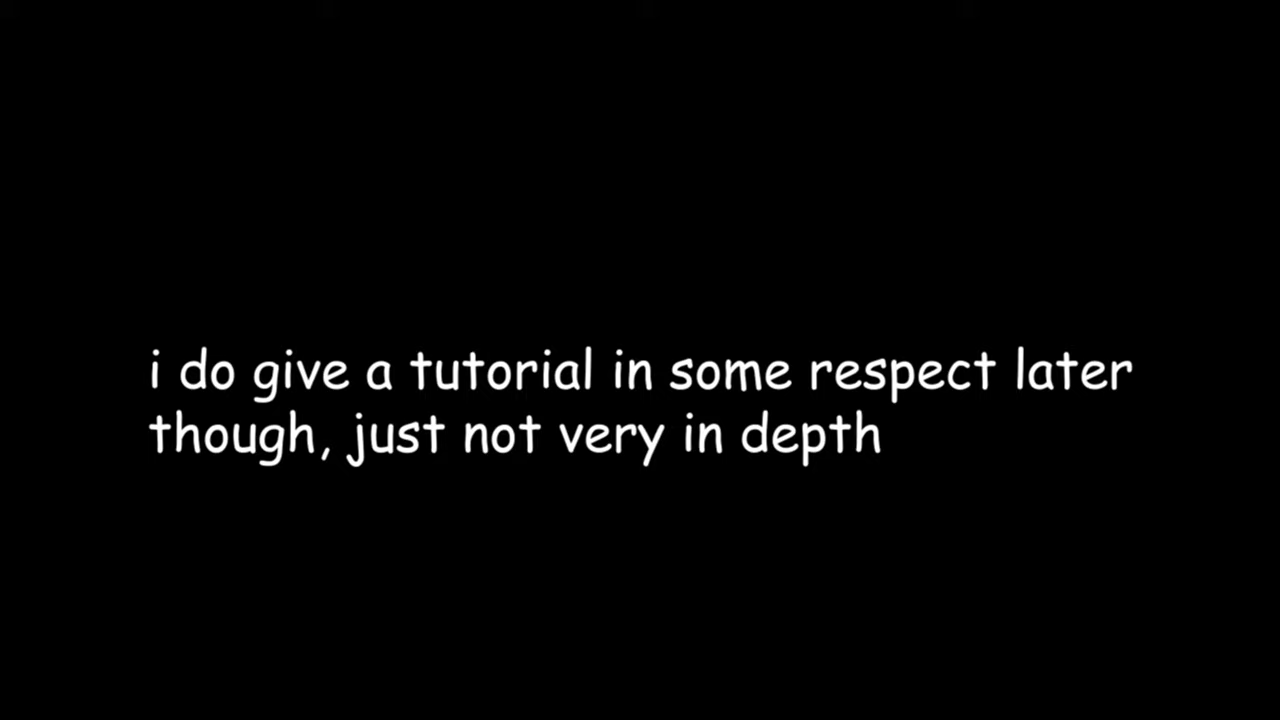 i do give a tutorial in some respect later
though, just not very in depth